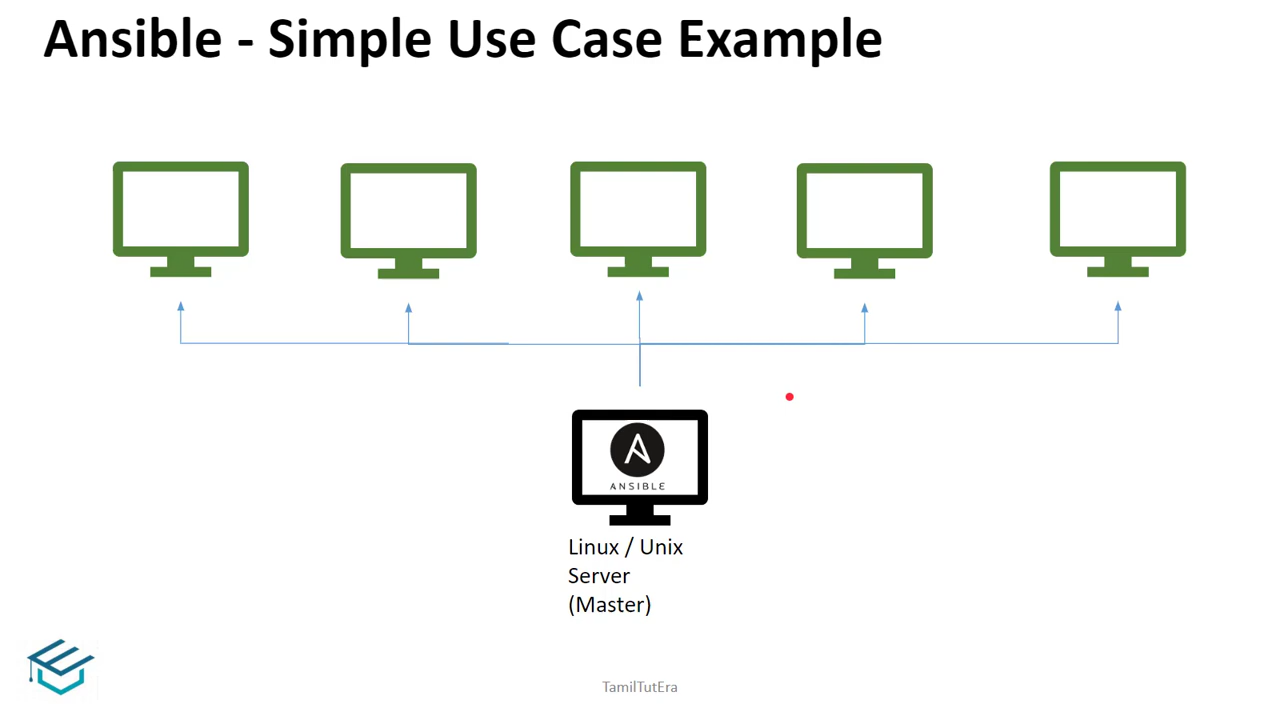 Ansible - Simple Use Case Example
ANSIBLE
Linux / Unix
Server
(Master)
TamilTutEra